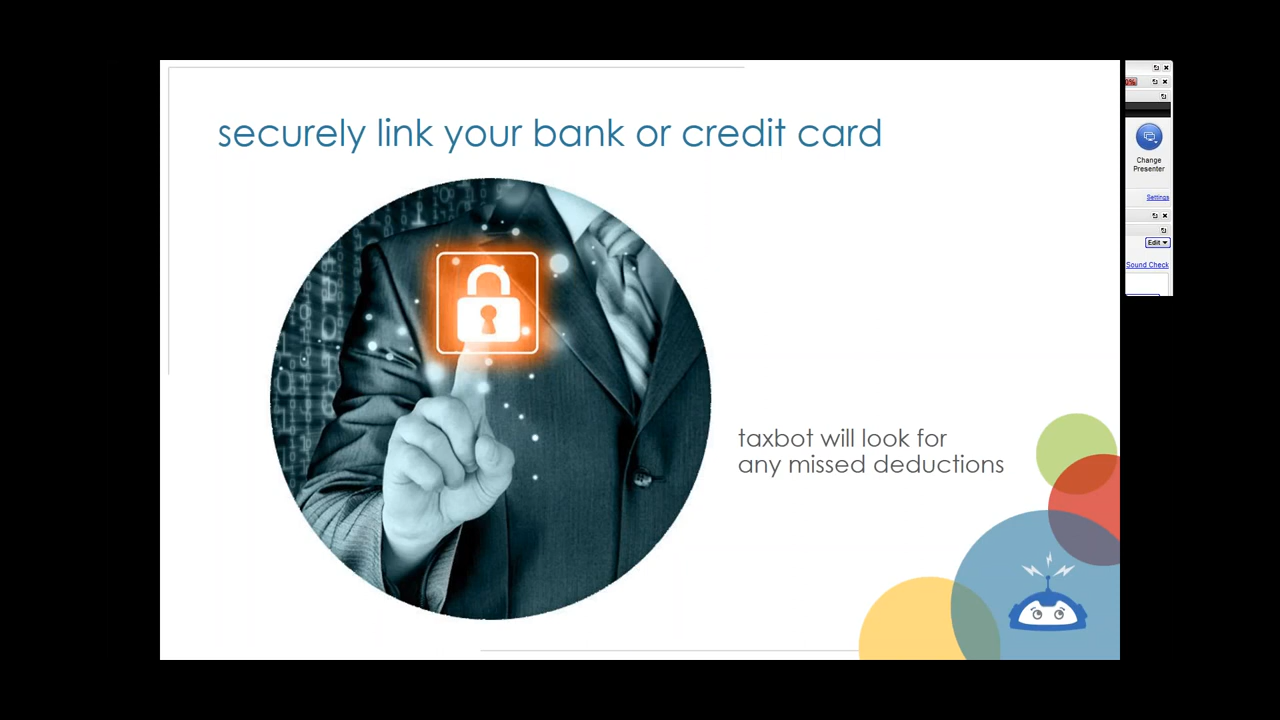 securely link your bank or credit card
taxbot will look for
any missed deductions
Change
Presenter
Settings
Edit
Sound Check